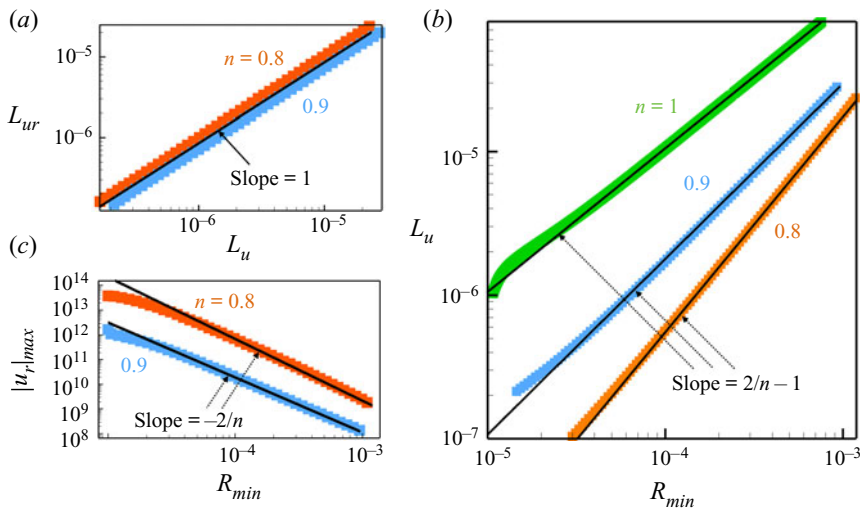 (a)
10⁻⁵
10⁻⁶
L_ur
n = 0.8
0.9
Slope = 1
10⁻⁶
10⁻⁵
L_u
(c)
10¹⁴
10¹³
10¹²
10¹¹
10¹⁰
10⁹
10⁸
|u_r|_max
n = 0.8
0.9
Slope = –2/n
10⁻⁴
10⁻³
R_min
(b)
10⁻⁵
10⁻⁶
10⁻⁷
L_u
n = 1
0.9
0.8
Slope = 2/n – 1
10⁻⁵
10⁻⁴
10⁻³
R_min